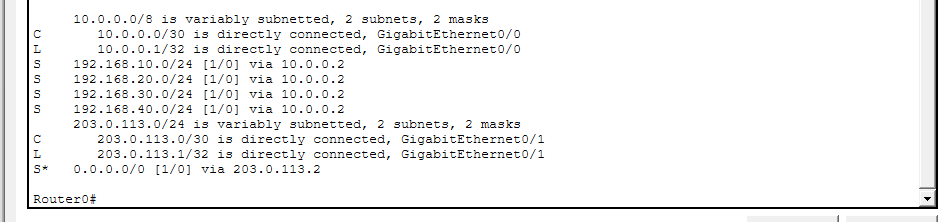 10.0.0.0/8 is variably subnetted, 2 subnets, 2 masks
C 10.0.0.0/30 is directly connected, GigabitEthernet0/0
L 10.0.0.1/32 is directly connected, GigabitEthernet0/0
S 192.168.10.0/24 [1/0] via 10.0.0.2
S 192.168.20.0/24 [1/0] via 10.0.0.2
S 192.168.30.0/24 [1/0] via 10.0.0.2
S 192.168.40.0/24 [1/0] via 10.0.0.2
203.0.113.0/24 is variably subnetted, 2 subnets, 2 masks
C 203.0.113.0/30 is directly connected, GigabitEthernet0/1
L 203.0.113.1/32 is directly connected, GigabitEthernet0/1
S* 0.0.0.0/0 [1/0] via 203.0.113.2
Router0#